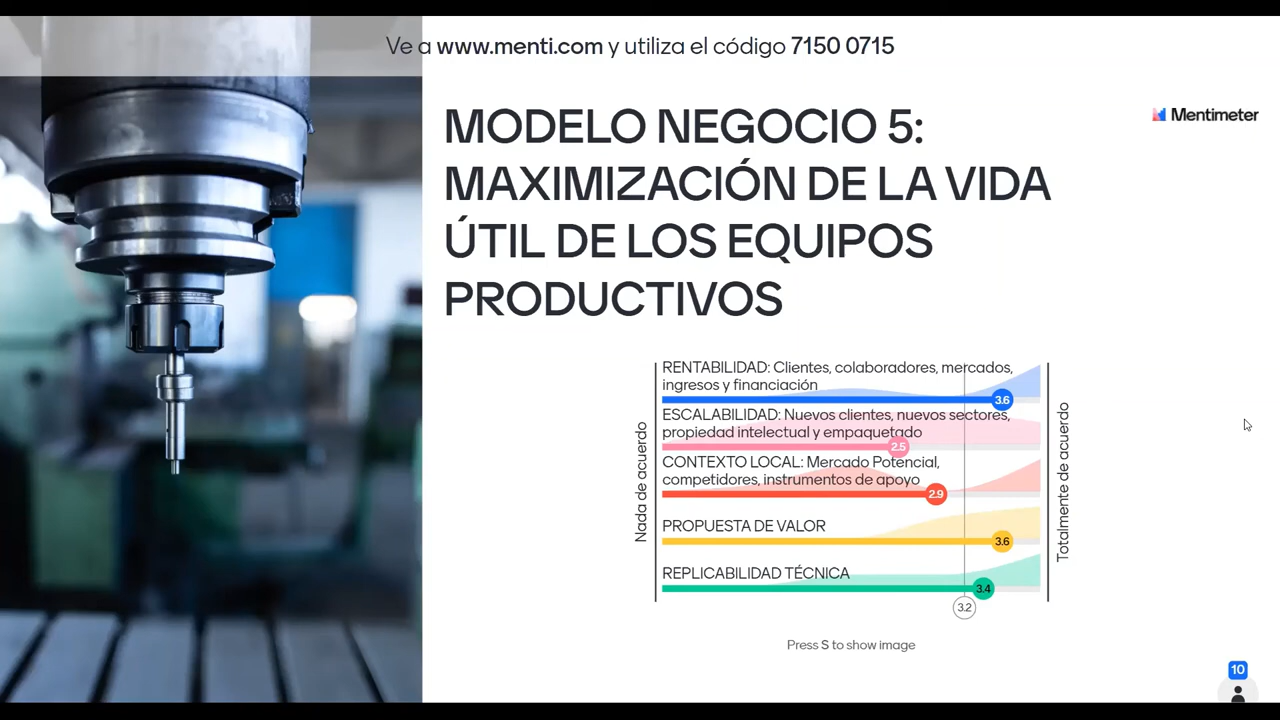 Ve a www.menti.com y utiliza el código 7150 0715
Mentimeter
MODELO NEGOCIO 5:
MAXIMIZACIÓN DE LA VIDA
ÚTIL DE LOS EQUIPOS
PRODUCTIVOS
Nada de acuerdo
RENTABILIDAD: Clientes, colaboradores, mercados,
ingresos y financiación
3.6
ESCALABILIDAD: Nuevos clientes, nuevos sectores,
propiedad intelectual y empaquetado
2.5
CONTEXTO LOCAL: Mercado Potencial,
competidores, instrumentos de apoyo
2.9
PROPUESTA DE VALOR
3.6
REPLICABILIDAD TÉCNICA
3.4
3.2
Totalmente de acuerdo
Press S to show image
10